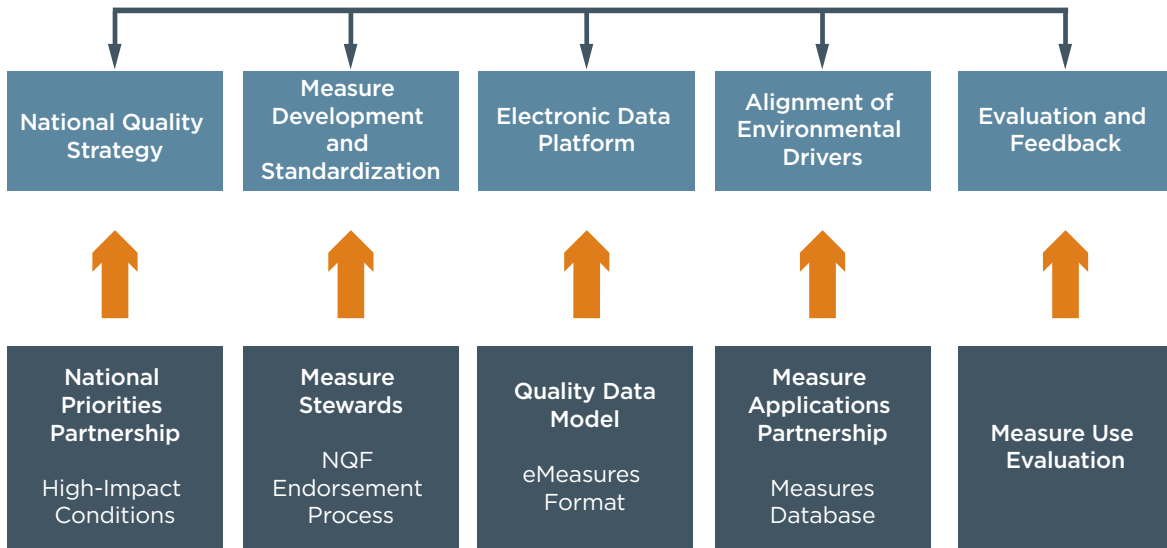 National Quality
Strategy
Measure
Development
and
Standardization
Electronic Data
Platform
Alignment of
Environmental
Drivers
Evaluation and
Feedback
National
Priorities
Partnership
High-Impact
Conditions
Measure
Stewards
NQF
Endorsement
Process
Quality Data
Model
eMeasures
Format
Measure
Applications
Partnership
Measures
Database
Measure Use
Evaluation